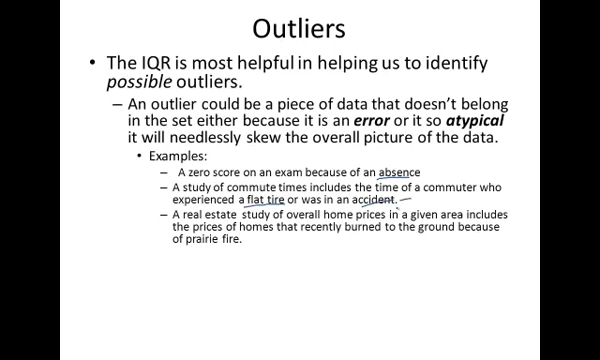 Outliers
• The IQR is most helpful in helping us to identify
possible outliers.
– An outlier could be a piece of data that doesn't belong
in the set either because it is an error or it so atypical
it will needlessly skew the overall picture of the data.
• Examples:
– A zero score on an exam because of an absence
– A study of commute times includes the time of a commuter who
experienced a flat tire or was in an accident.
– A real estate study of overall home prices in a given area includes
the prices of homes that recently burned to the ground because
of prairie fire.